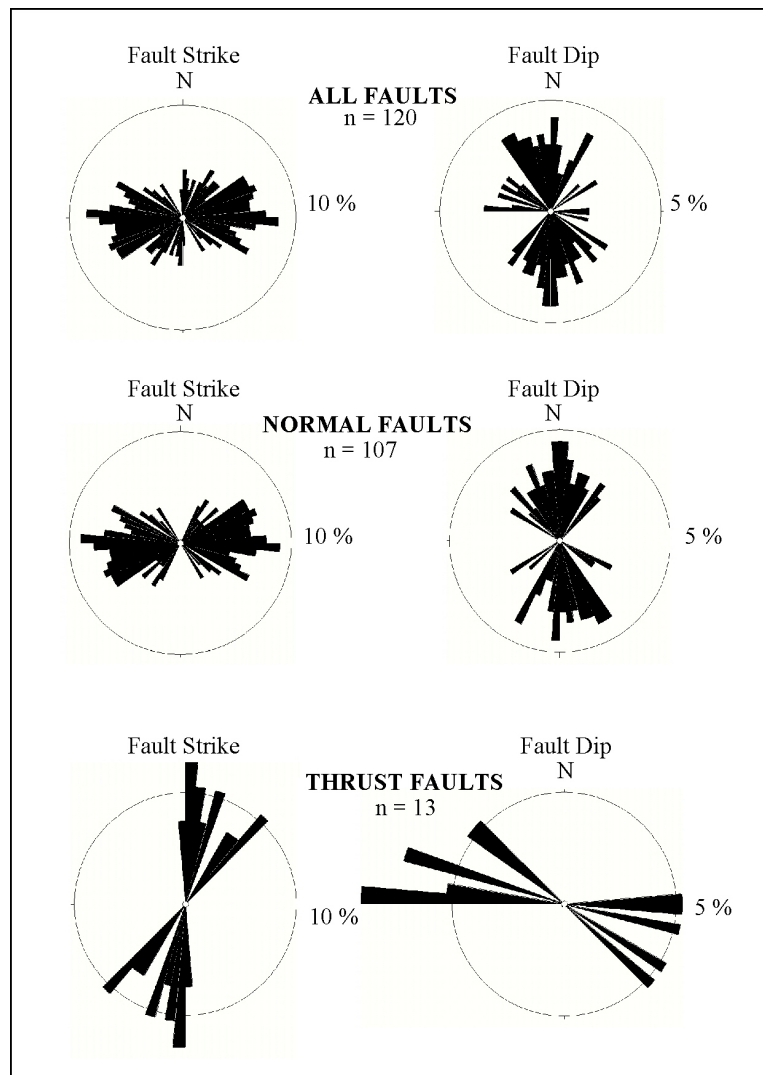 Fault Strike
N
Fault Dip
N
ALL FAULTS
n = 120
10 %
5 %
Fault Strike
N
Fault Dip
N
NORMAL FAULTS
n = 107
10 %
5 %
Fault Strike
Fault Dip
N
THRUST FAULTS
n = 13
10 %
5 %